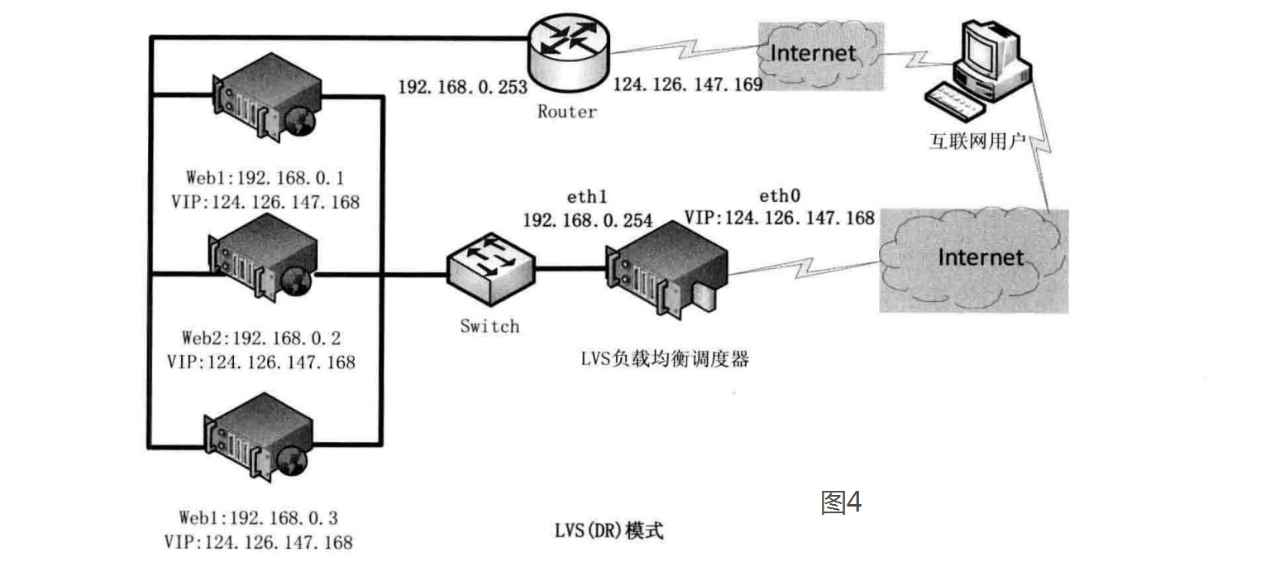 Internet
192.168.0.253
124.126.147.169
Router
互联网用户
Web1:192.168.0.1
VIP:124.126.147.168
eth1
eth0
192.168.0.254
VIP:124.126.147.168
Internet
Switch
Web2:192.168.0.2
VIP:124.126.147.168
LVS负载均衡调度器
图4
Web1:192.168.0.3
VIP:124.126.147.168
LVS(DR)模式